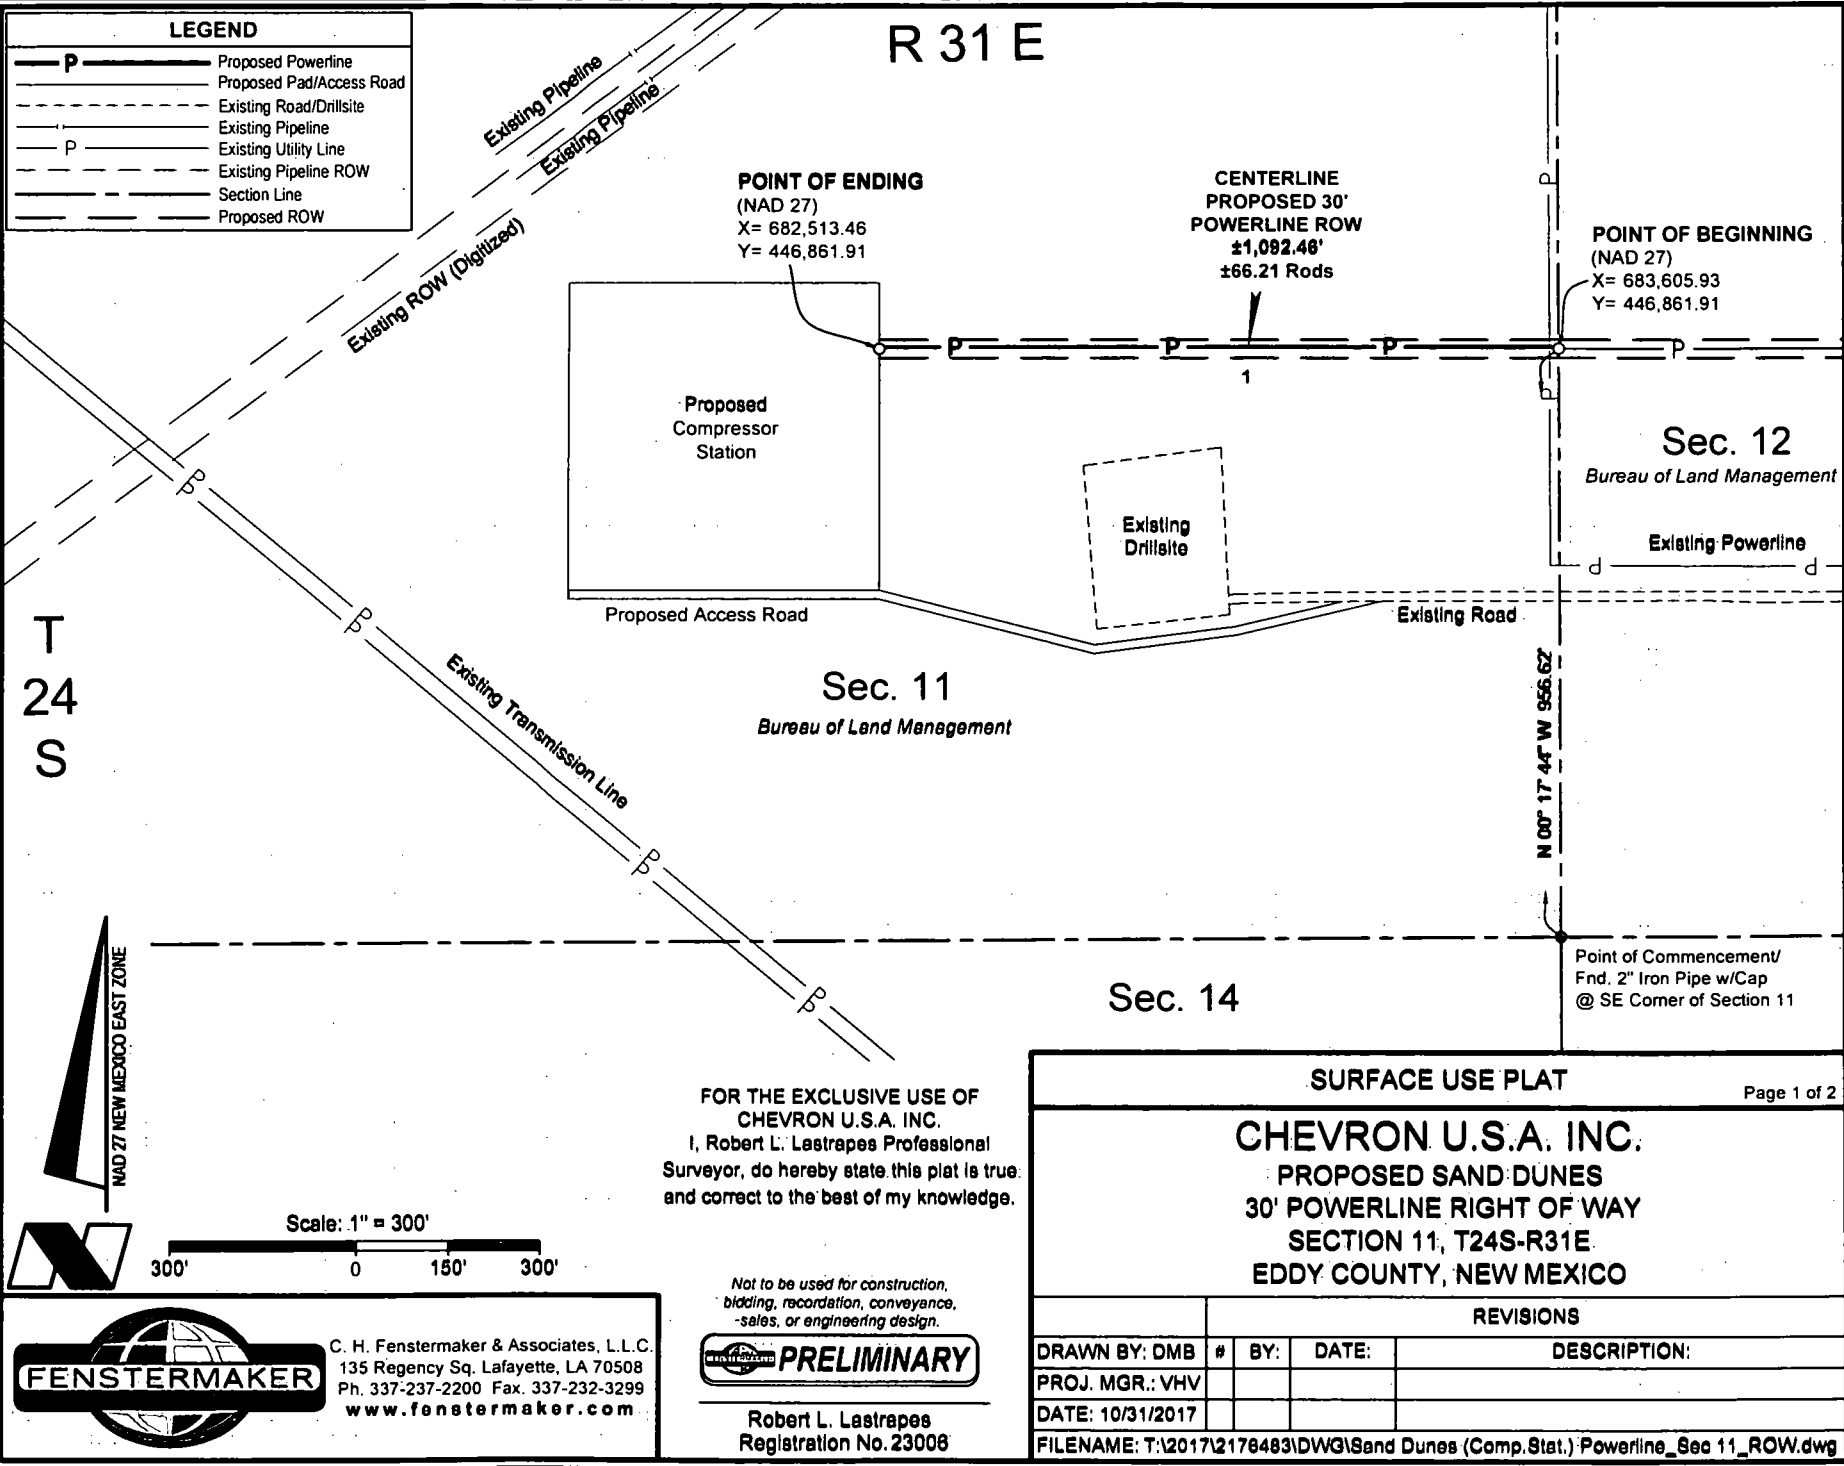 LEGEND
P Proposed Powerline
Proposed Pad/Access Road
Existing Road/Drillsite
Existing Pipeline
P Existing Utility Line
Existing Pipeline ROW
Section Line
Proposed ROW
R 31 E
Existing Pipeline
Existing Pipeline
Existing ROW (Digitized)
POINT OF ENDING
(NAD 27)
X= 682,513.46
Y= 446,861.91
CENTERLINE
PROPOSED 30'
POWERLINE ROW
±1,092.46'
±66.21 Rods
POINT OF BEGINNING
(NAD 27)
X= 683,605.93
Y= 446,861.91
P
P P P P
1
P
Proposed
Compressor
Station
Sec. 12
Bureau of Land Management
Existing
Drillsite
Existing Powerline
P P
Proposed Access Road
Existing Road
P
P
P
P
T
24
S
Existing Transmission Line
Sec. 11
Bureau of Land Management
N 00° 17' 44" W 956.62'
P
P
P
P
Point of Commencement/
Fnd. 2" Iron Pipe w/Cap
@ SE Corner of Section 11
Sec. 14
NAD 27 NEW MEXICO EAST ZONE
Scale: 1" = 300'
300' 0 150' 300'
FOR THE EXCLUSIVE USE OF
CHEVRON U.S.A. INC.
I, Robert L. Lastrapes Professional
Surveyor, do hereby state this plat is true
and correct to the best of my knowledge.
Not to be used for construction,
bidding, recordation, conveyance,
sales, or engineering design.
FENSTERMAKER PRELIMINARY
Robert L. Lastrapes
Registration No. 23006
FENSTERMAKER
C. H. Fenstermaker & Associates, L.L.C.
135 Regency Sq. Lafayette, LA 70508
Ph. 337-237-2200 Fax. 337-232-3299
www.fenstermaker.com
SURFACE USE PLAT
Page 1 of 2
CHEVRON U.S.A. INC.
PROPOSED SAND DUNES
30' POWERLINE RIGHT OF WAY
SECTION 11, T24S-R31E
EDDY COUNTY, NEW MEXICO
REVISIONS
DRAWN BY: DMB # BY: DATE: DESCRIPTION:
PROJ. MGR.: VHV
DATE: 10/31/2017
FILENAME: T:\2017\2176483\DWG\Sand Dunes (Comp.Stat.) Powerline_Sec 11_ROW.dwg